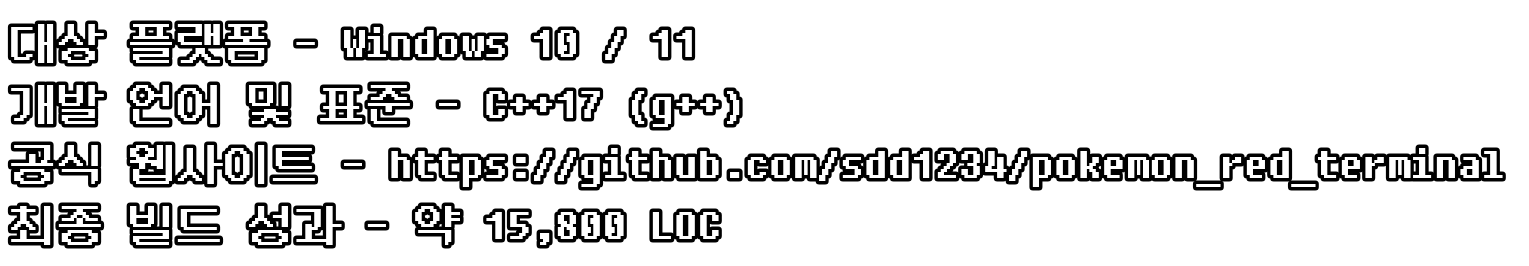 대상 플랫폼 - Windows 10 / 11
개발 언어 및 표준 - C++17 (g++)
공식 웹사이트 - https://github.com/sdd1234/pokemon_red_terminal
최종 빌드 성과 - 약 15,800 LOC